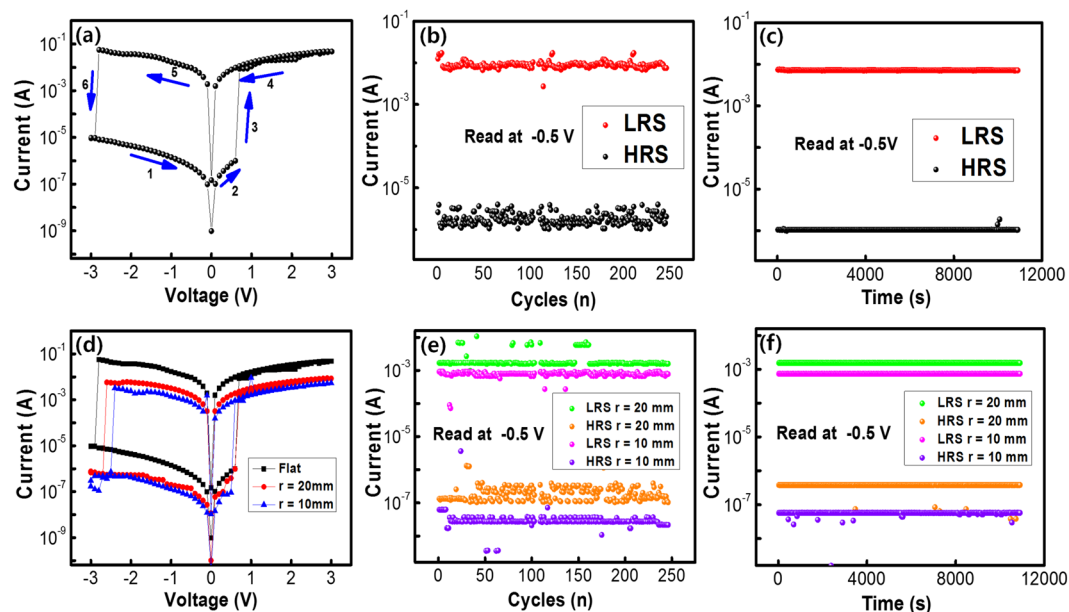 (a)
Current (A)
10^-1
10^-3
10^-5
10^-7
10^-9
1
2
3
4
5
6
-3 -2 -1 0 1 2 3
Voltage (V)
(b)
Current (A)
10^-1
10^-3
10^-5
Read at -0.5 V
LRS
HRS
0 50 100 150 200 250
Cycles (n)
(c)
Current (A)
10^-1
10^-3
10^-5
Read at -0.5V
LRS
HRS
0 4000 8000 12000
Time (s)
(d)
Current (A)
10^-1
10^-3
10^-5
10^-7
10^-9
Flat
r = 20mm
r = 10mm
-3 -2 -1 0 1 2 3
Voltage (V)
(e)
Current (A)
10^-3
10^-5
10^-7
Read at -0.5 V
LRS r = 20 mm
HRS r = 20 mm
LRS r = 10 mm
HRS r = 10 mm
0 50 100 150 200 250
Cycles (n)
(f)
Current (A)
10^-3
10^-5
10^-7
Read at -0.5 V
LRS r = 20 mm
HRS r = 20 mm
LRS r = 10 mm
HRS r = 10 mm
0 4000 8000 12000
Time (s)